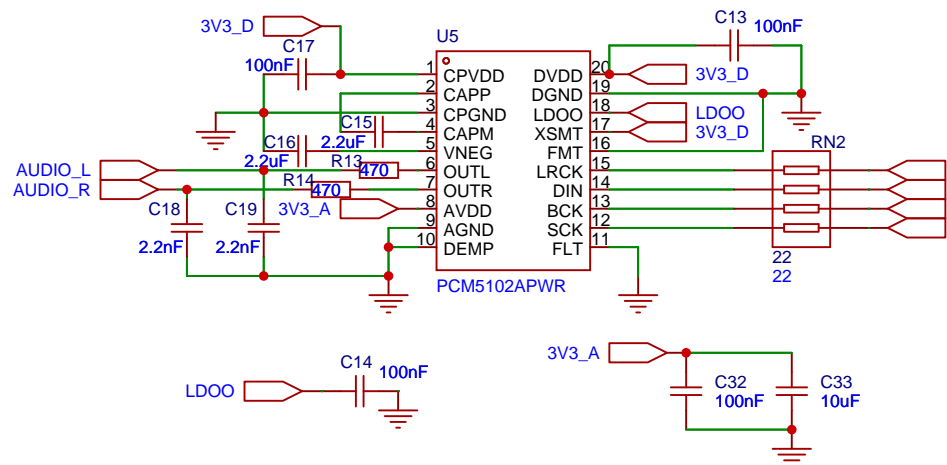 3V3_D
C17
100nF
U5
C13
100nF
1 CPVDD DVDD 20
3V3_D
2 CAPP DGND 19
3 CPGND LDOO 18
LDOO
C15
2.2uF
4 CAPM XSMT 17
3V3_D
C16
2.2uF
5 VNEG FMT 16
RN2
AUDIO_L
R13
470
6 OUTL LRCK 15
AUDIO_R
R14
470
7 OUTR DIN 14
C18
2.2nF
C19
2.2nF
3V3_A
8 AVDD BCK 13
9 AGND SCK 12
10 DEMP FLT 11
22
22
PCM5102APWR
LDOO
C14
100nF
3V3_A
C32
100nF
C33
10uF